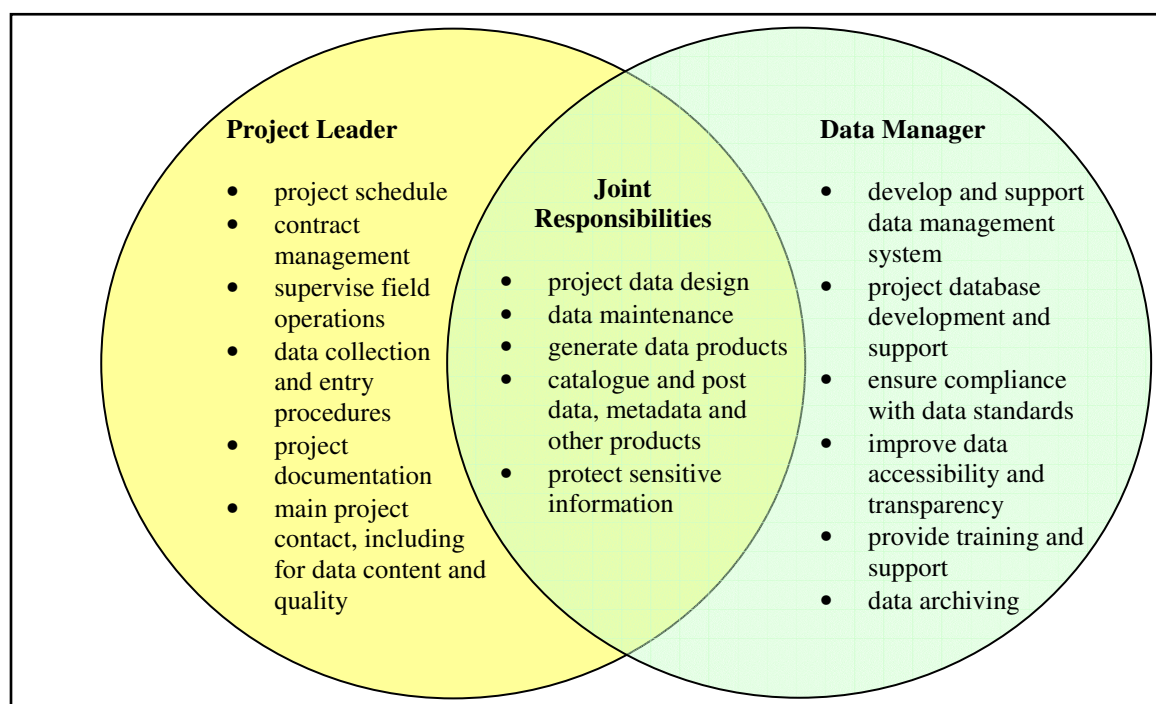 Project Leader
• project schedule
• contract
management
• supervise field
operations
• data collection
and entry
procedures
• project
documentation
• main project
contact, including
for data content and
quality
Joint
Responsibilities
• project data design
• data maintenance
• generate data products
• catalogue and post
data, metadata and
other products
• protect sensitive
information
Data Manager
• develop and support
data management
system
• project database
development and
support
• ensure compliance
with data standards
• improve data
accessibility and
transparency
• provide training and
support
• data archiving